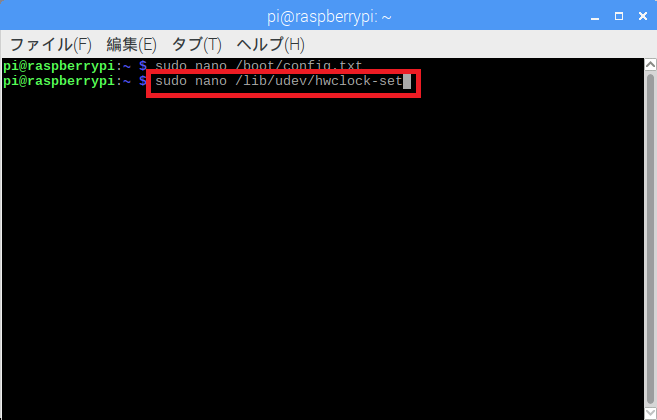 pi@raspberrypi: ~
ファイル(F) 編集(E) タブ(T) ヘルプ(H)
pi@raspberrypi:~ $ sudo nano /boot/config.txt
pi@raspberrypi:~ $ sudo nano /lib/udev/hwclock-set